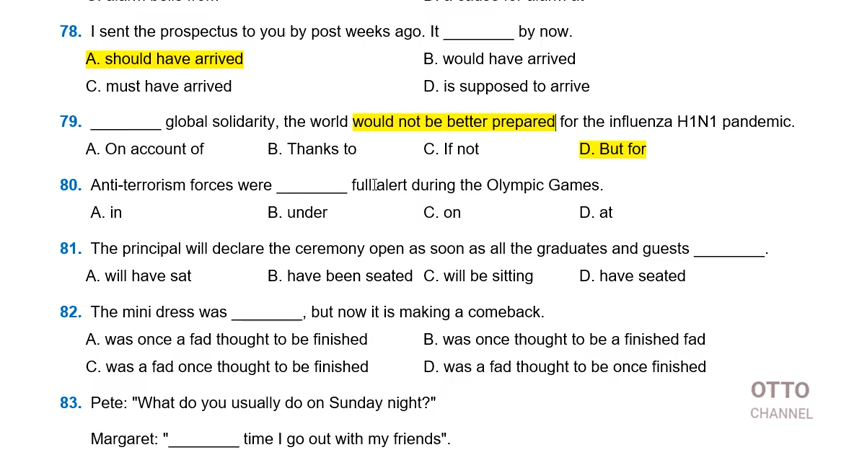 78. I sent the prospectus to you by post weeks ago. It ________ by now.
A. should have arrived B. would have arrived
C. must have arrived D. is supposed to arrive
79. ________ global solidarity, the world would not be better prepared for the influenza H1N1 pandemic.
A. On account of B. Thanks to C. If not D. But for
80. Anti-terrorism forces were ________ full alert during the Olympic Games.
A. in B. under C. on D. at
81. The principal will declare the ceremony open as soon as all the graduates and guests ________.
A. will have sat B. have been seated C. will be sitting D. have seated
82. The mini dress was ________, but now it is making a comeback.
A. was once a fad thought to be finished B. was once thought to be a finished fad
C. was a fad once thought to be finished D. was a fad thought to be once finished
83. Pete: "What do you usually do on Sunday night?"
Margaret: "________ time I go out with my friends".
OTTO
CHANNEL